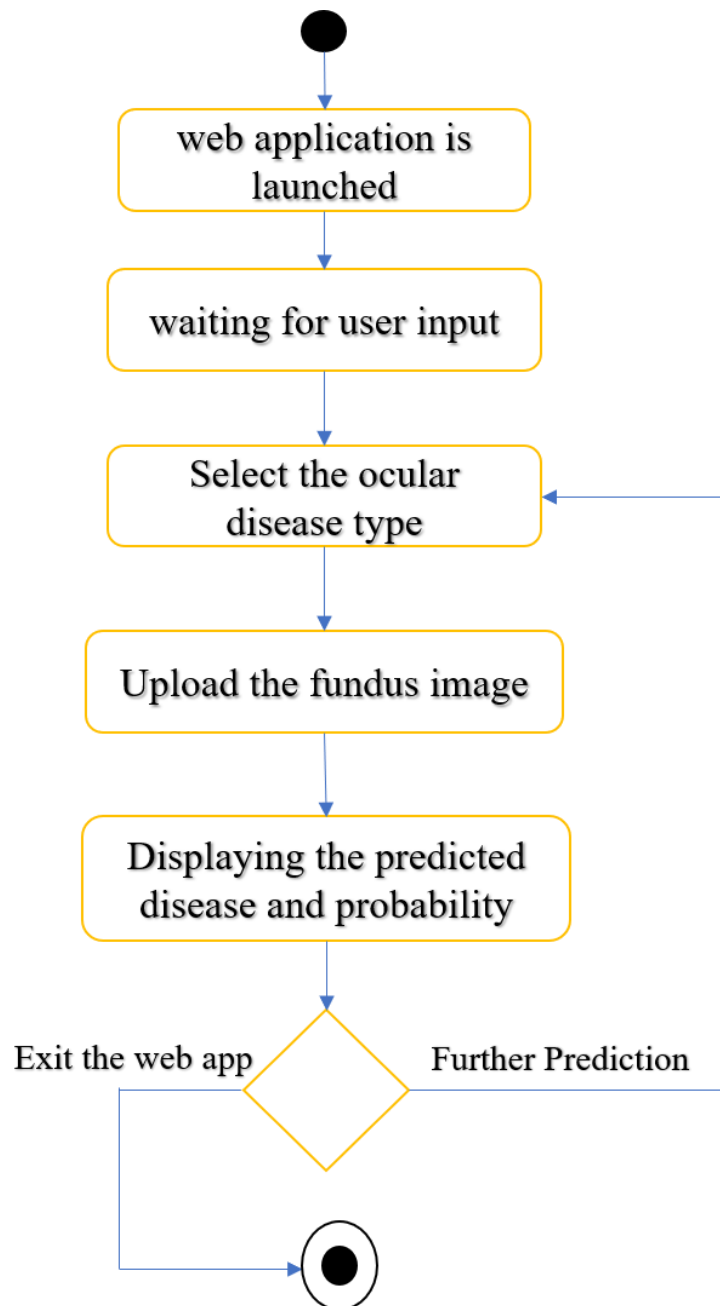 web application is
launched
waiting for user input
Select the ocular
disease type
Upload the fundus image
Displaying the predicted
disease and probability
Exit the web app
Further Prediction